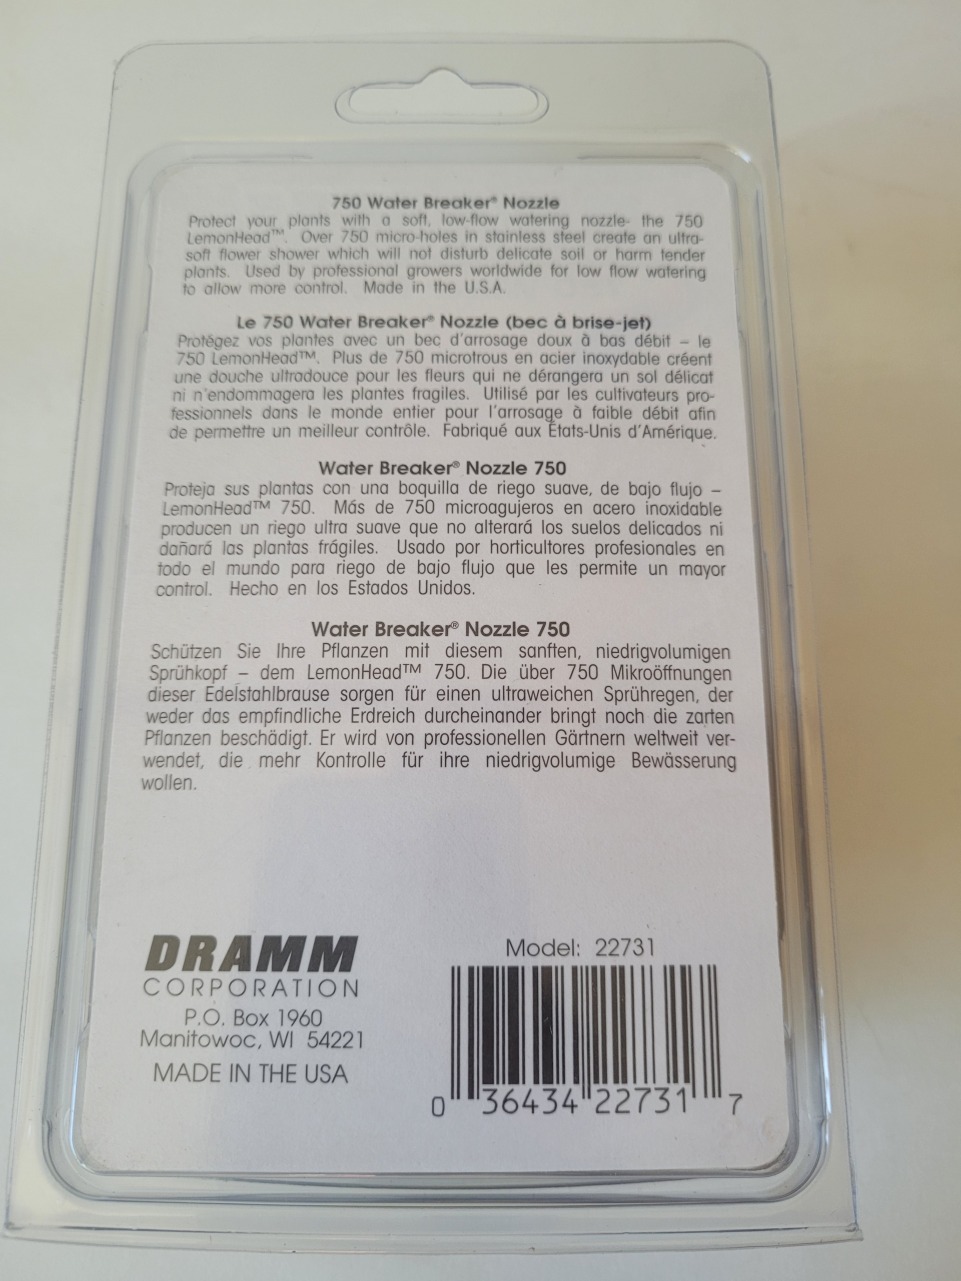 750 Water Breaker® Nozzle
Protect your plants with a soft, low-flow watering nozzle- the 750
LemonHead™. Over 750 micro-holes in stainless steel create an ultra-
soft flower shower which will not disturb delicate soil or harm tender
plants. Used by professional growers worldwide for low flow watering
to allow more control. Made in the U.S.A.
Le 750 Water Breaker® Nozzle (bec à brise-jet)
Protégez vos plantes avec un bec d'arrosage doux à bas débit – le
750 LemonHead™. Plus de 750 microtrous en acier inoxydable créent
une douche ultradouce pour les fleurs qui ne dérangera un sol délicat
ni n'endommagera les plantes fragiles. Utilisé par les cultivateurs pro-
fessionnels dans le monde entier pour l'arrosage à faible débit afin
de permettre un meilleur contrôle. Fabriqué aux États-Unis d'Amérique.
Water Breaker® Nozzle 750
Proteja sus plantas con una boquilla de riego suave, de bajo flujo –
LemonHead™ 750. Más de 750 microagujeros en acero inoxidable
producen un riego ultra suave que no alterará los suelos delicados ni
dañará las plantas frágiles. Usado por horticultores profesionales en
todo el mundo para riego de bajo flujo que les permite un mayor
control. Hecho en los Estados Unidos.
Water Breaker® Nozzle 750
Schützen Sie Ihre Pflanzen mit diesem sanften, niedrigvolumigen
Sprühkopf – dem LemonHead™ 750. Die über 750 Mikroöffnungen
dieser Edelstahlbrause sorgen für einen ultraweichen Sprühregen, der
weder das empfindliche Erdreich durcheinander bringt noch die zarten
Pflanzen beschädigt. Er wird von professionellen Gärtnern weltweit ver-
wendet, die mehr Kontrolle für ihre niedrigvolumige Bewässerung
wollen.
DRAMM
CORPORATION
P.O. Box 1960
Manitowoc, WI 54221
MADE IN THE USA
Model: 22731
0 36434 22731 7